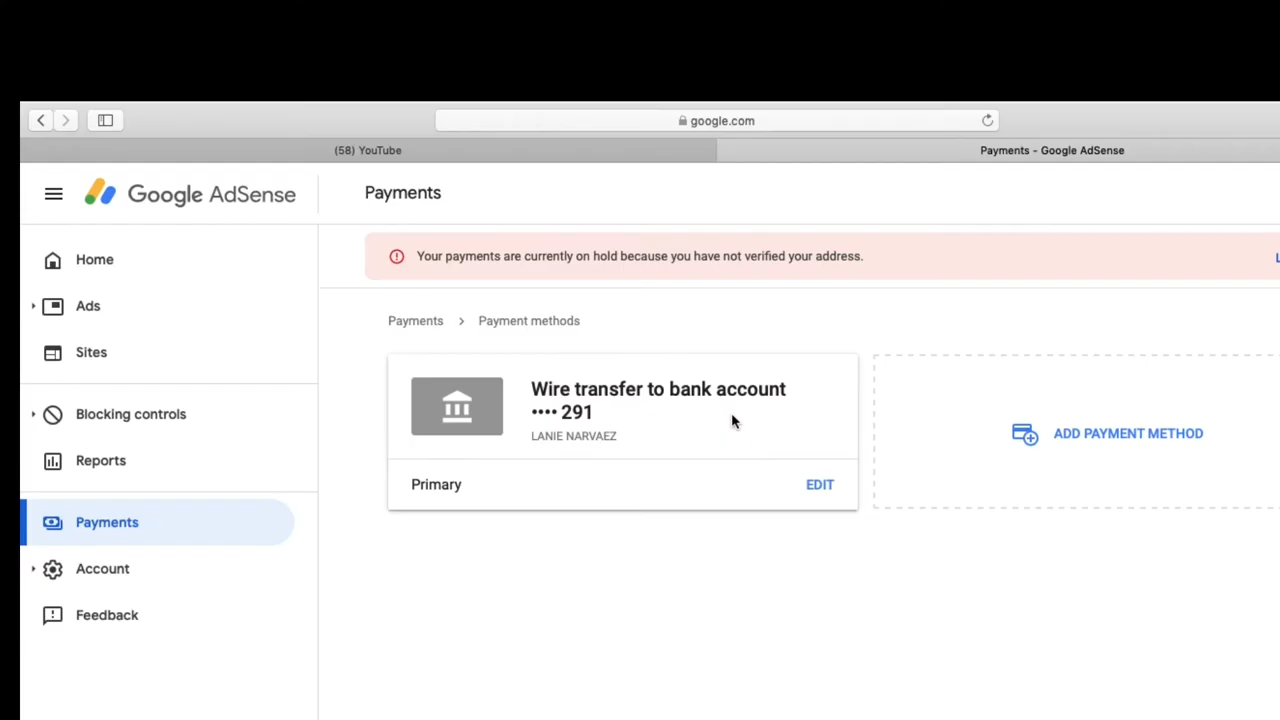 google.com
(58) YouTube
Payments - Google AdSense
Google AdSense
Payments
Home
Your payments are currently on hold because you have not verified your address.
Ads
Payments
Payment methods
Sites
Wire transfer to bank account
•••• 291
LANIE NARVAEZ
ADD PAYMENT METHOD
Blocking controls
Reports
Primary
EDIT
Payments
Account
Feedback